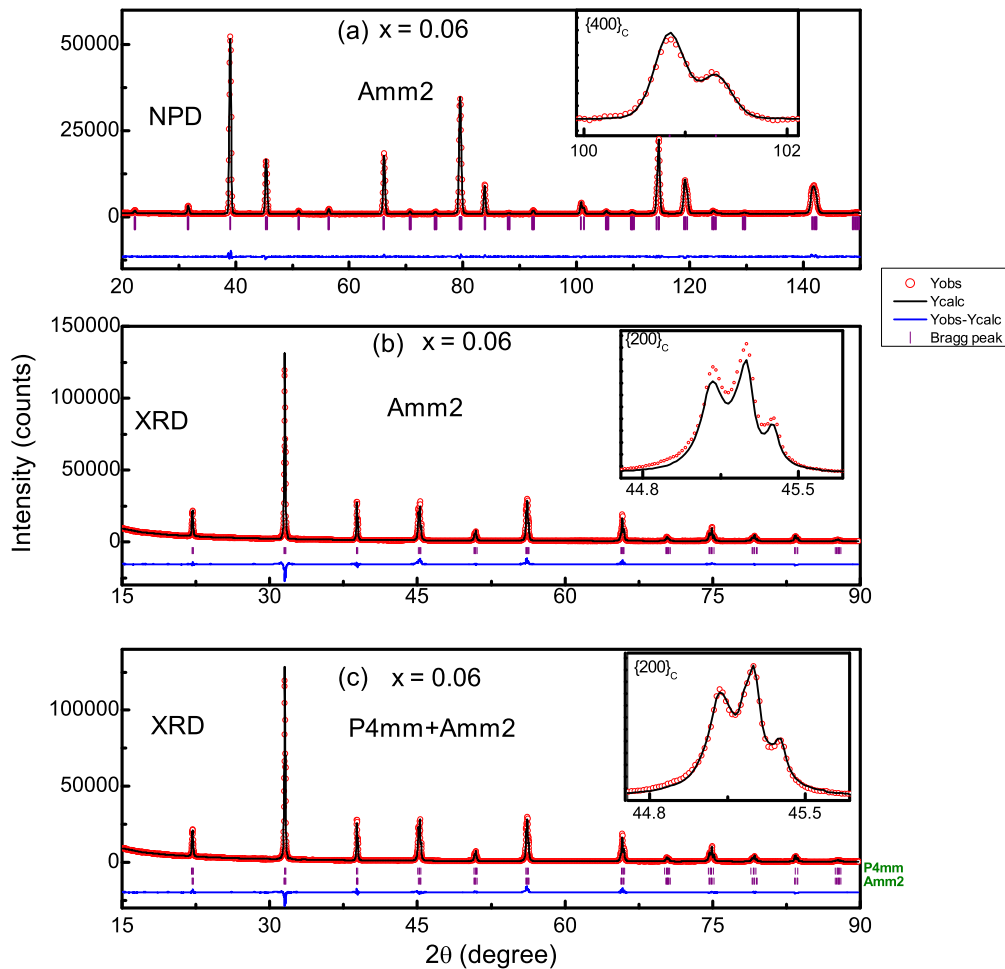 (a) x = 0.06
NPD
Amm2
{400}C
100 102
50000
25000
0
20 40 60 80 100 120 140
Yobs
Ycalc
Yobs-Ycalc
Bragg peak
Intensity (counts)
(b) x = 0.06
XRD
Amm2
{200}C
44.8 45.5
150000
100000
50000
0
15 30 45 60 75 90
(c) x = 0.06
XRD
P4mm+Amm2
{200}C
44.8 45.5
100000
50000
0
P4mm
Amm2
15 30 45 60 75 90
2θ (degree)